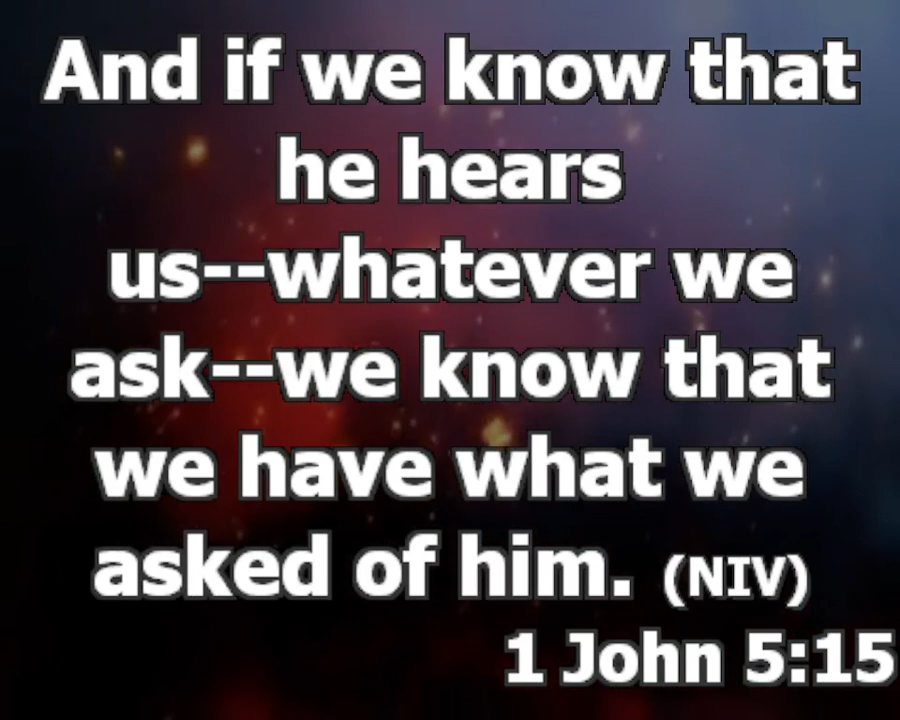 And if we know that
he hears
us--whatever we
ask--we know that
we have what we
asked of him. (NIV)
1 John 5:15